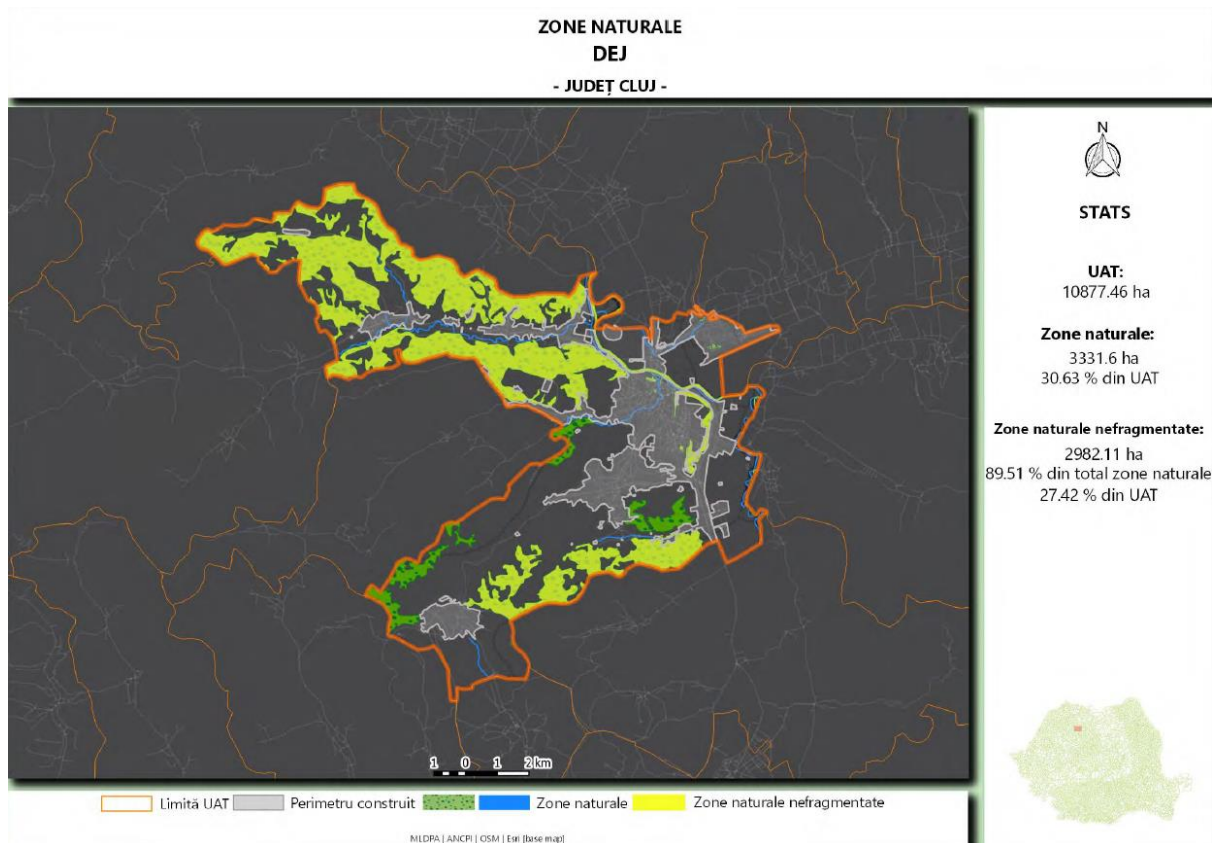 ZONE NATURALE
DEJ
- JUDEȚ CLUJ -
N
STATS
UAT:
10877.46 ha
Zone naturale:
3331.6 ha
30.63 % din UAT
Zone naturale nefragmentate:
2982.11 ha
89.51 % din total zone naturale
27.42 % din UAT
1 0 1 2 km
Limită UAT Perimetru construit Zone naturale Zone naturale nefragmentate
MLDPA | ANCPI | OSM | Esri [base map]